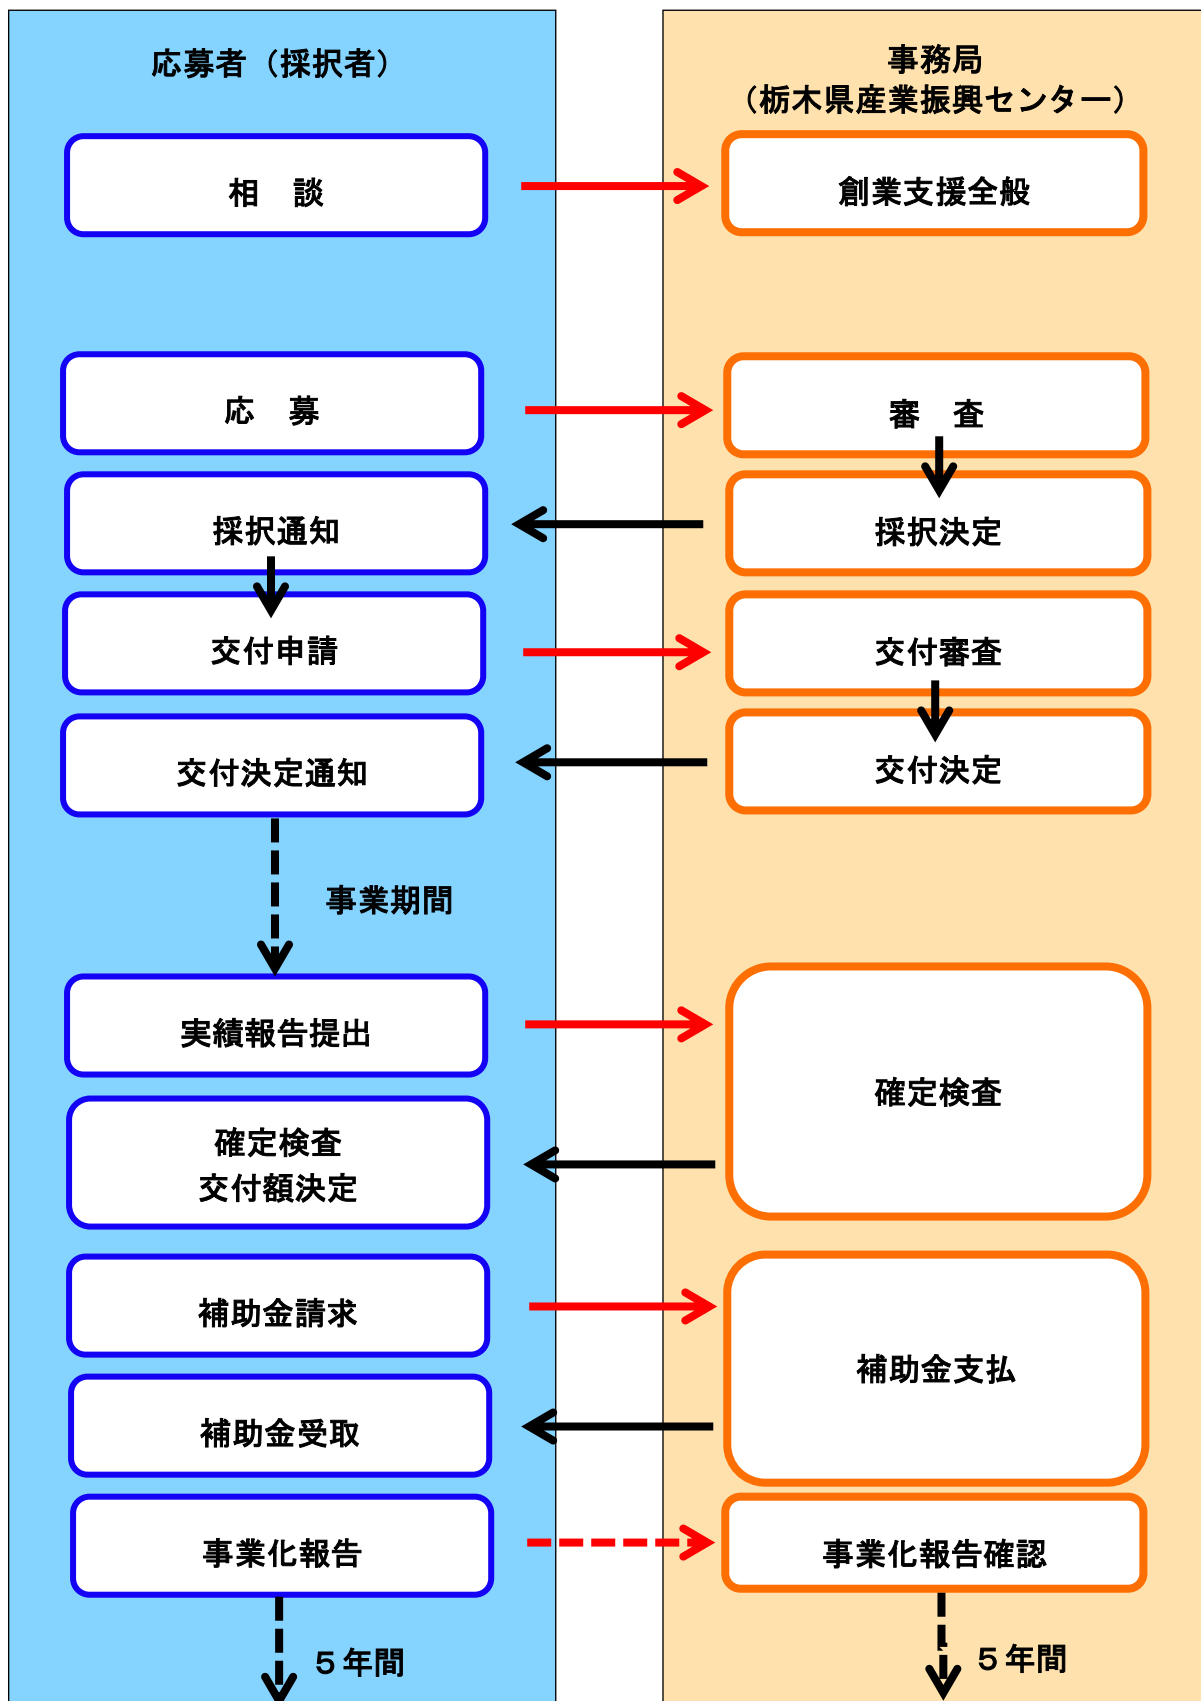 応募者（採択者）
事務局
（栃木県産業振興センター）
相　談
創業支援全般
応　募
審　査
採択通知
採択決定
交付申請
交付審査
交付決定通知
交付決定
事業期間
実績報告提出
確定検査
確定検査
交付額決定
補助金請求
補助金支払
補助金受取
事業化報告
事業化報告確認
５年間
５年間